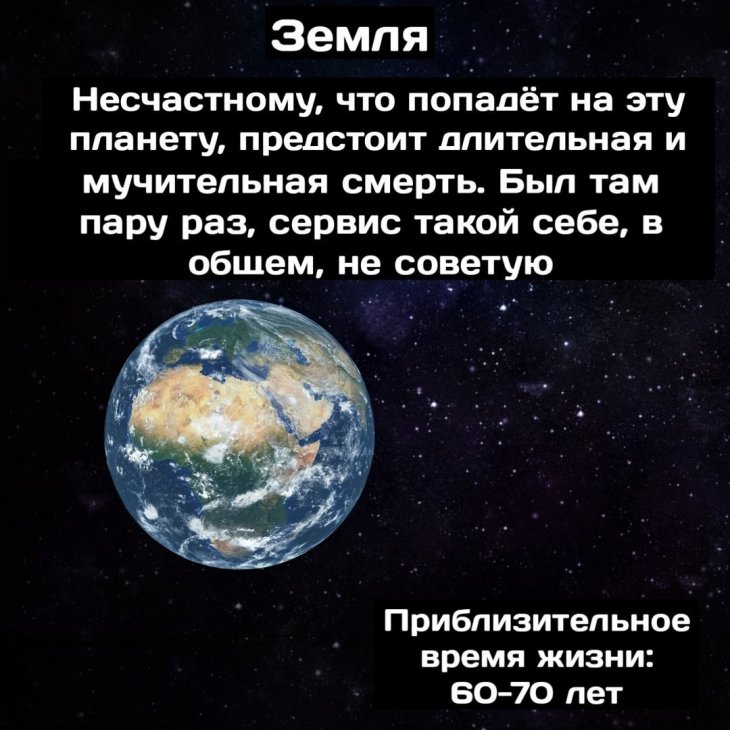 Земля
Несчастному, что попадёт на эту
планету, предстоит длительная и
мучительная смерть. Был там
пару раз, сервис такой себе, в
общем, не советую
Приблизительное
время жизни:
60-70 лет